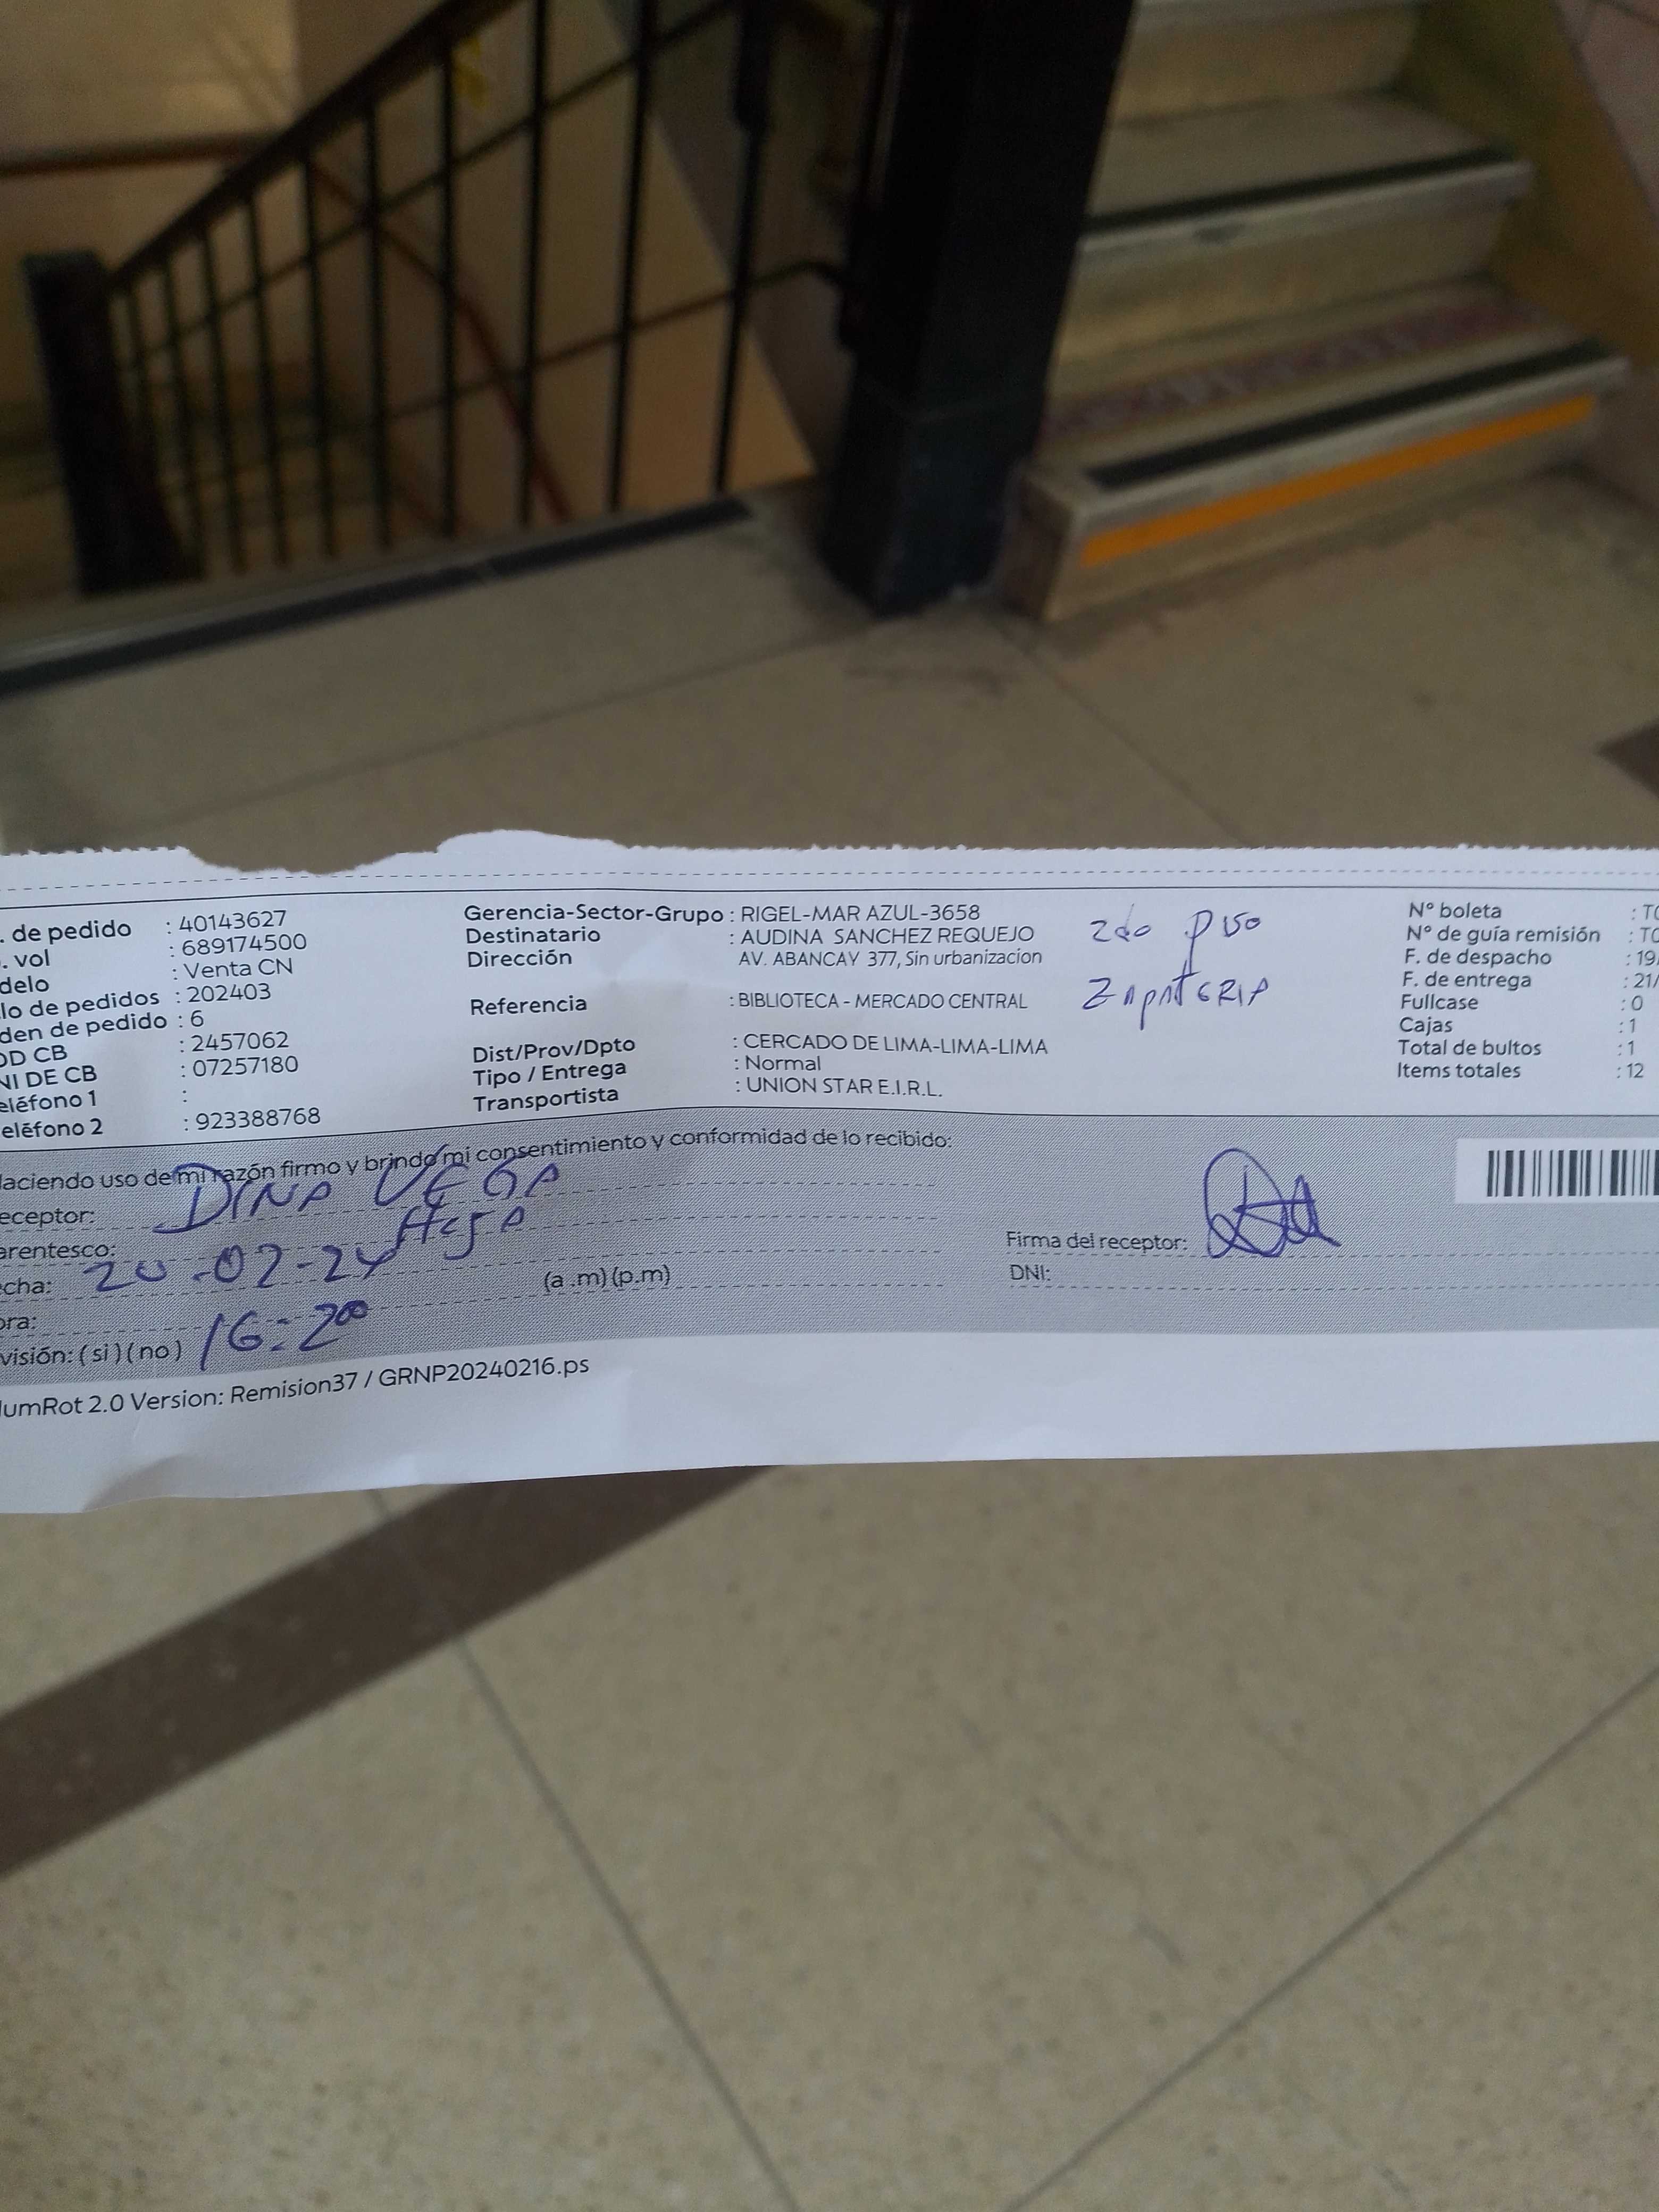 . de pedido : 40143627
. vol : 689174500
delo : Venta CN
lo de pedidos : 202403
den de pedido : 6
OD CB : 2457062
NI DE CB : 07257180
eléfono 1 :
eléfono 2 : 923388768
Gerencia-Sector-Grupo : RIGEL-MAR AZUL-3658
Destinatario : AUDINA SANCHEZ REQUEJO
Dirección AV. ABANCAY 377, Sin urbanizacion
Referencia : BIBLIOTECA - MERCADO CENTRAL
Dist/Prov/Dpto : CERCADO DE LIMA-LIMA-LIMA
Tipo / Entrega : Normal
Transportista : UNION STAR E.I.R.L.
2do piso
ZApAtERIA
N° boleta : T0
N° de guía remisión : T0
F. de despacho : 19/
F. de entrega : 21/
Fullcase : 0
Cajas : 1
Total de bultos : 1
Items totales : 12
Haciendo uso de mi razón firmo y brindo mi consentimiento y conformidad de lo recibido:
eceptor: DINA VEGA
arentesco: HIJA
echa: 20-02-24 (a .m) (p.m)
ora: 16:200
visión: ( si ) ( no )
Firma del receptor:
DNI:
umRot 2.0 Version: Remision37 / GRNP20240216.ps